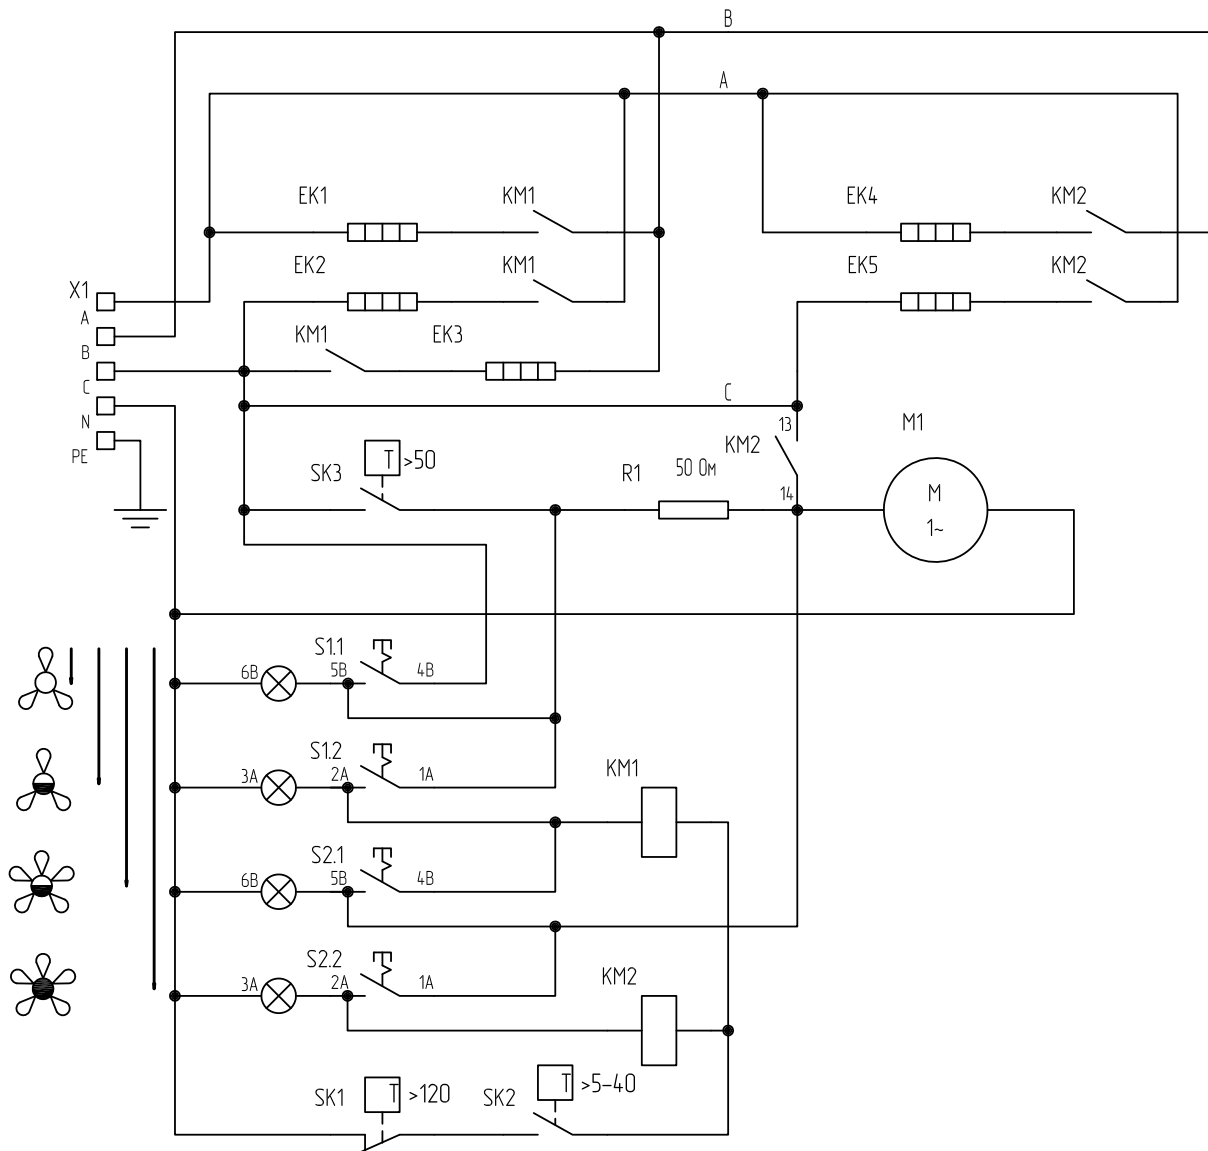 B
A
EK1 KM1 EK4 KM2
EK2 KM1 EK5 KM2
X1
A
KM1 EK3
B
C
C
N
13
M1
PE
KM2
SK3 T >50
R1 50 Ом
14
M
1~
S1.1
6B 5B 4B
S1.2
3A 2A 1A
KM1
S2.1
6B 5B 4B
S2.2
3A 2A 1A
KM2
SK1 T >120
SK2 T >5-40